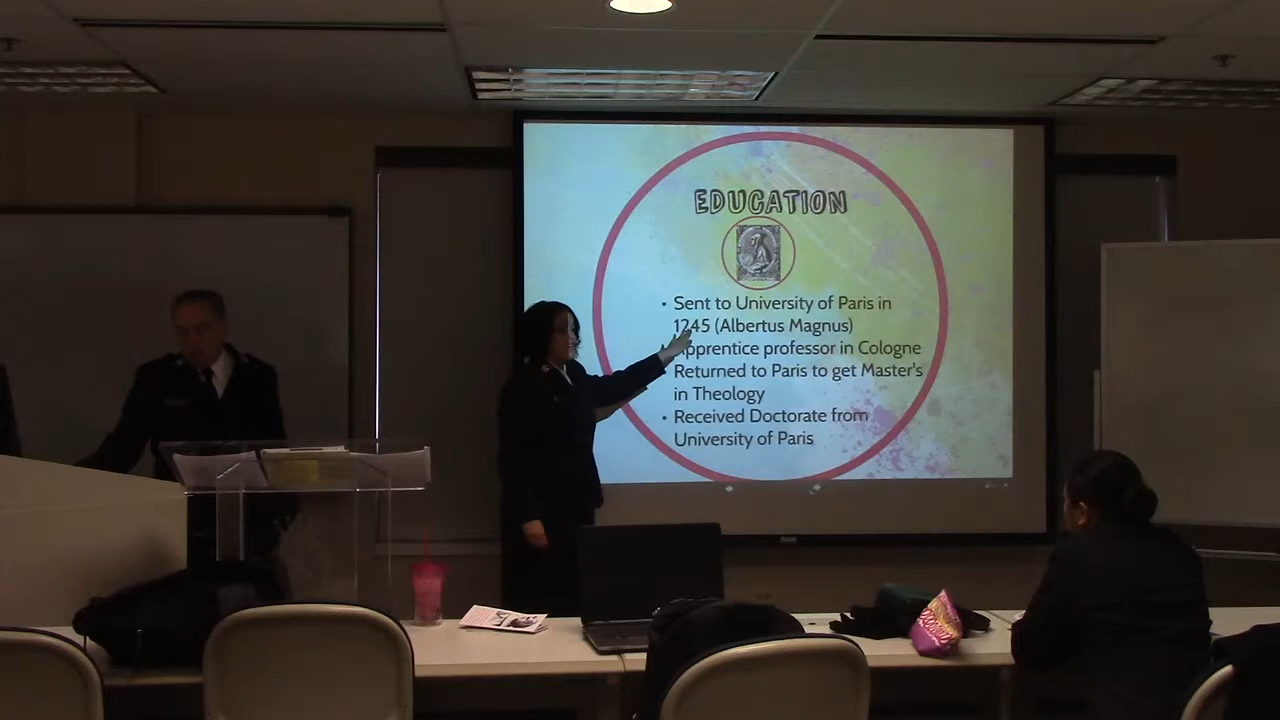 EDUCATION
• Sent to University of Paris in
1245 (Albertus Magnus)
Apprentice professor in Cologne
Returned to Paris to get Master's
in Theology
• Received Doctorate from
University of Paris